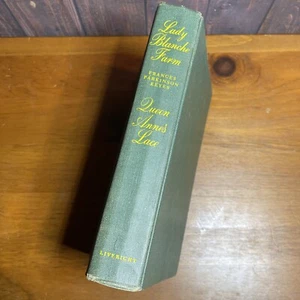 Lady
Blanche
Farm
FRANCES
PARKINSON
KEYES
Queen
Anne's
Lace
LIVERIGHT